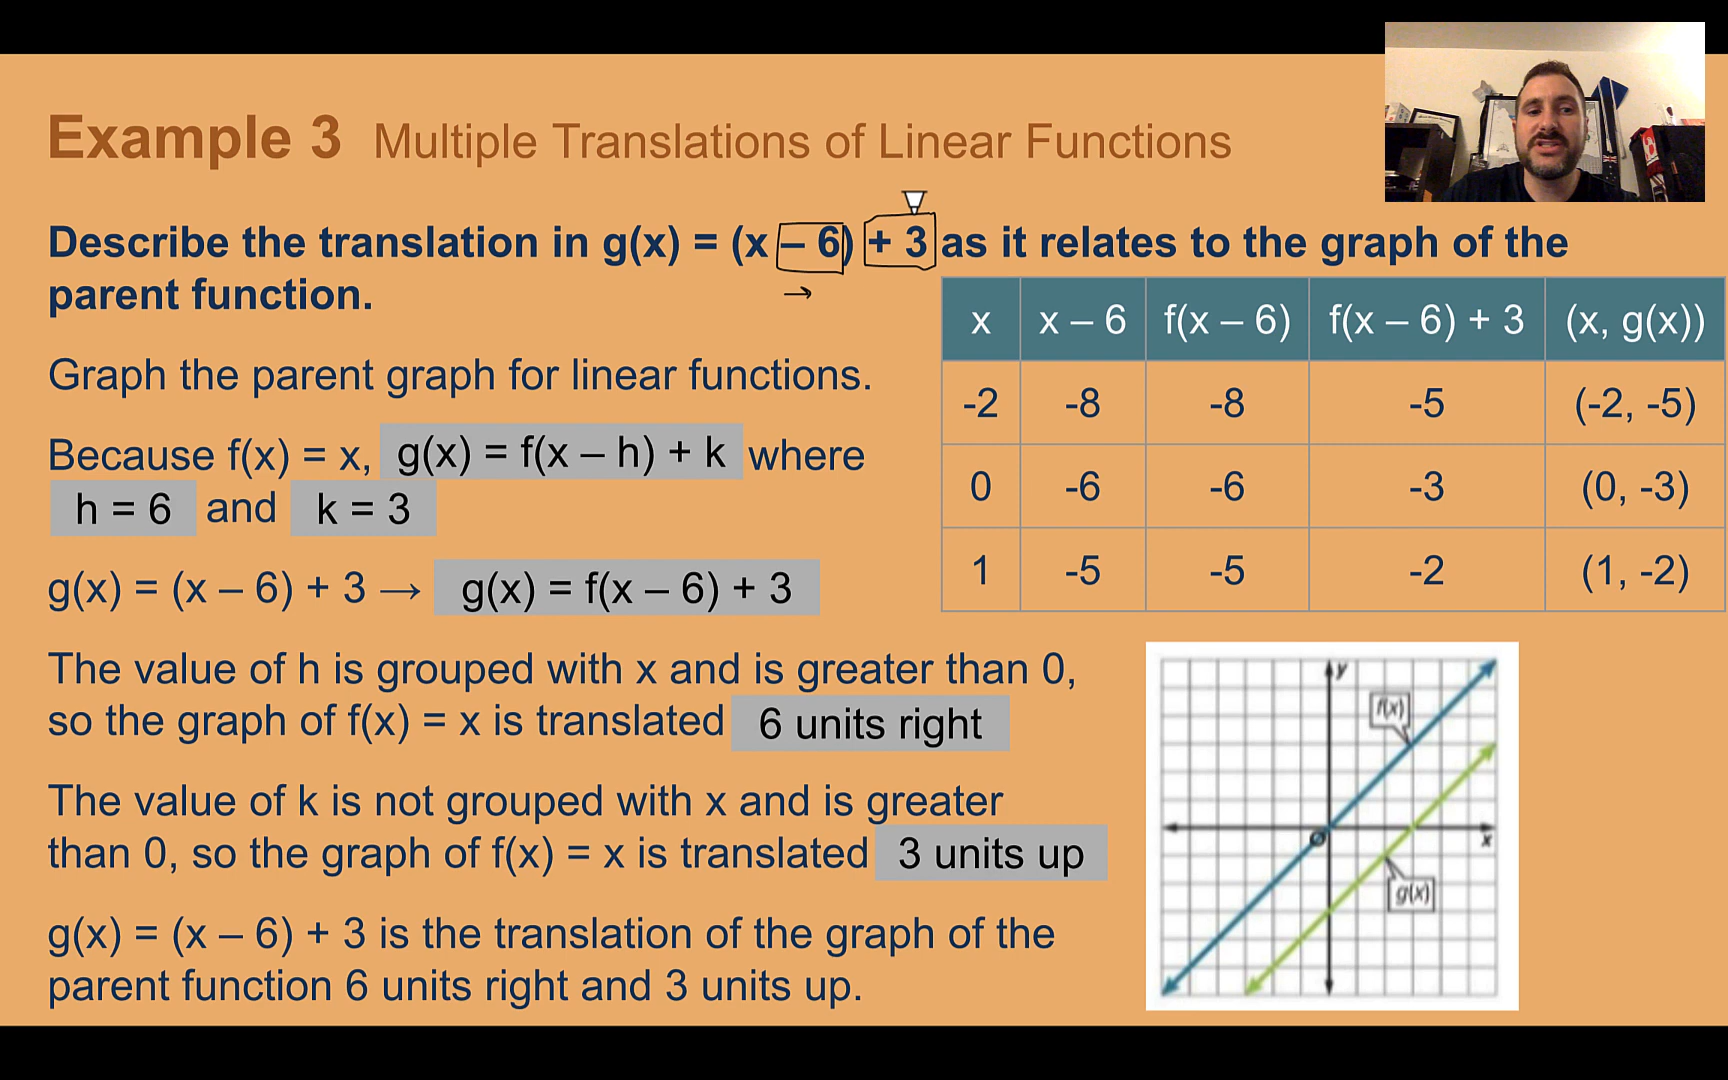 Example 3 Multiple Translations of Linear Functions
Describe the translation in g(x) = (x – 6) + 3 as it relates to the graph of the
parent function.
→
Graph the parent graph for linear functions.
Because f(x) = x, g(x) = f(x – h) + k where
h = 6 and k = 3
g(x) = (x – 6) + 3 → g(x) = f(x – 6) + 3
The value of h is grouped with x and is greater than 0,
so the graph of f(x) = x is translated 6 units right
The value of k is not grouped with x and is greater
than 0, so the graph of f(x) = x is translated 3 units up
g(x) = (x – 6) + 3 is the translation of the graph of the
parent function 6 units right and 3 units up.
x x – 6 f(x – 6) f(x – 6) + 3 (x, g(x))
-2 -8 -8 -5 (-2, -5)
0 -6 -6 -3 (0, -3)
1 -5 -5 -2 (1, -2)
y
f(x)
O x
g(x)